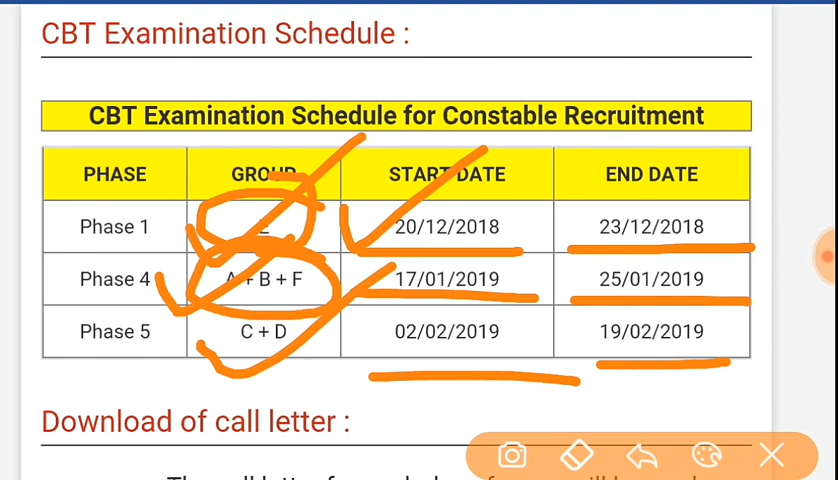 CBT Examination Schedule :
CBT Examination Schedule for Constable Recruitment
PHASE GROUP START DATE END DATE
Phase 1 E 20/12/2018 23/12/2018
Phase 4 A + B + F 17/01/2019 25/01/2019
Phase 5 C + D 02/02/2019 19/02/2019
Download of call letter :